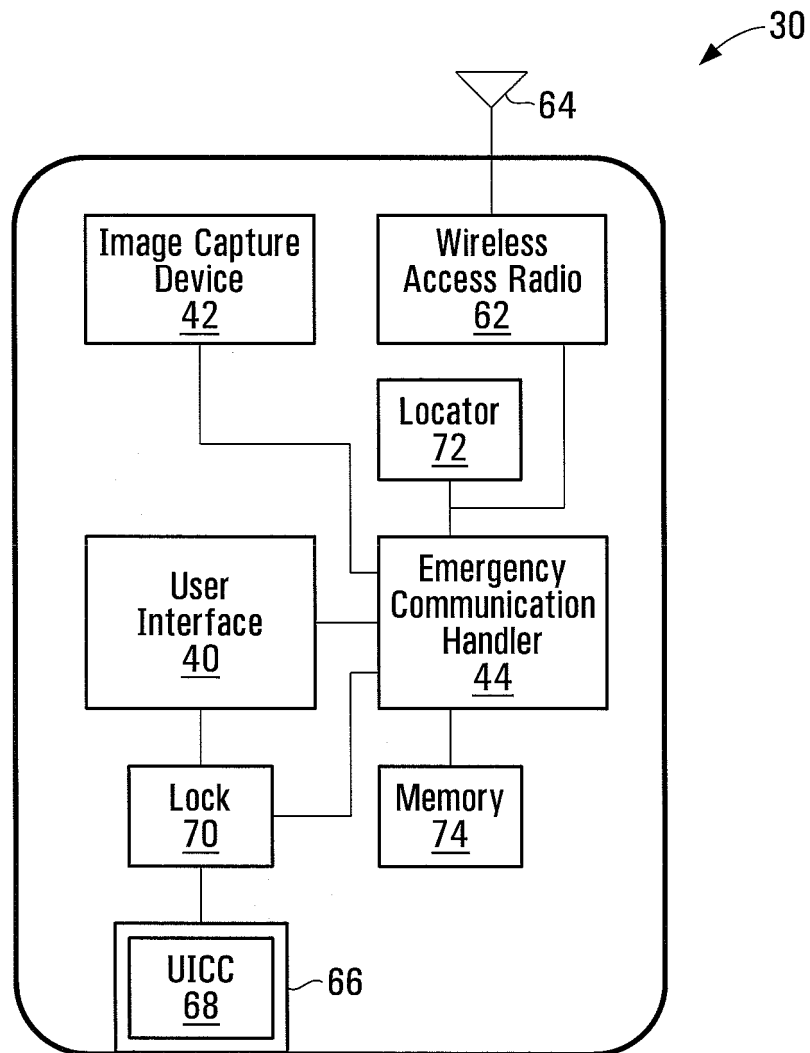 30
64
Image Capture
Device
42
Wireless
Access Radio
62
Locator
72
User
Interface
40
Emergency
Communication
Handler
44
Lock
70
Memory
74
UICC
68
66